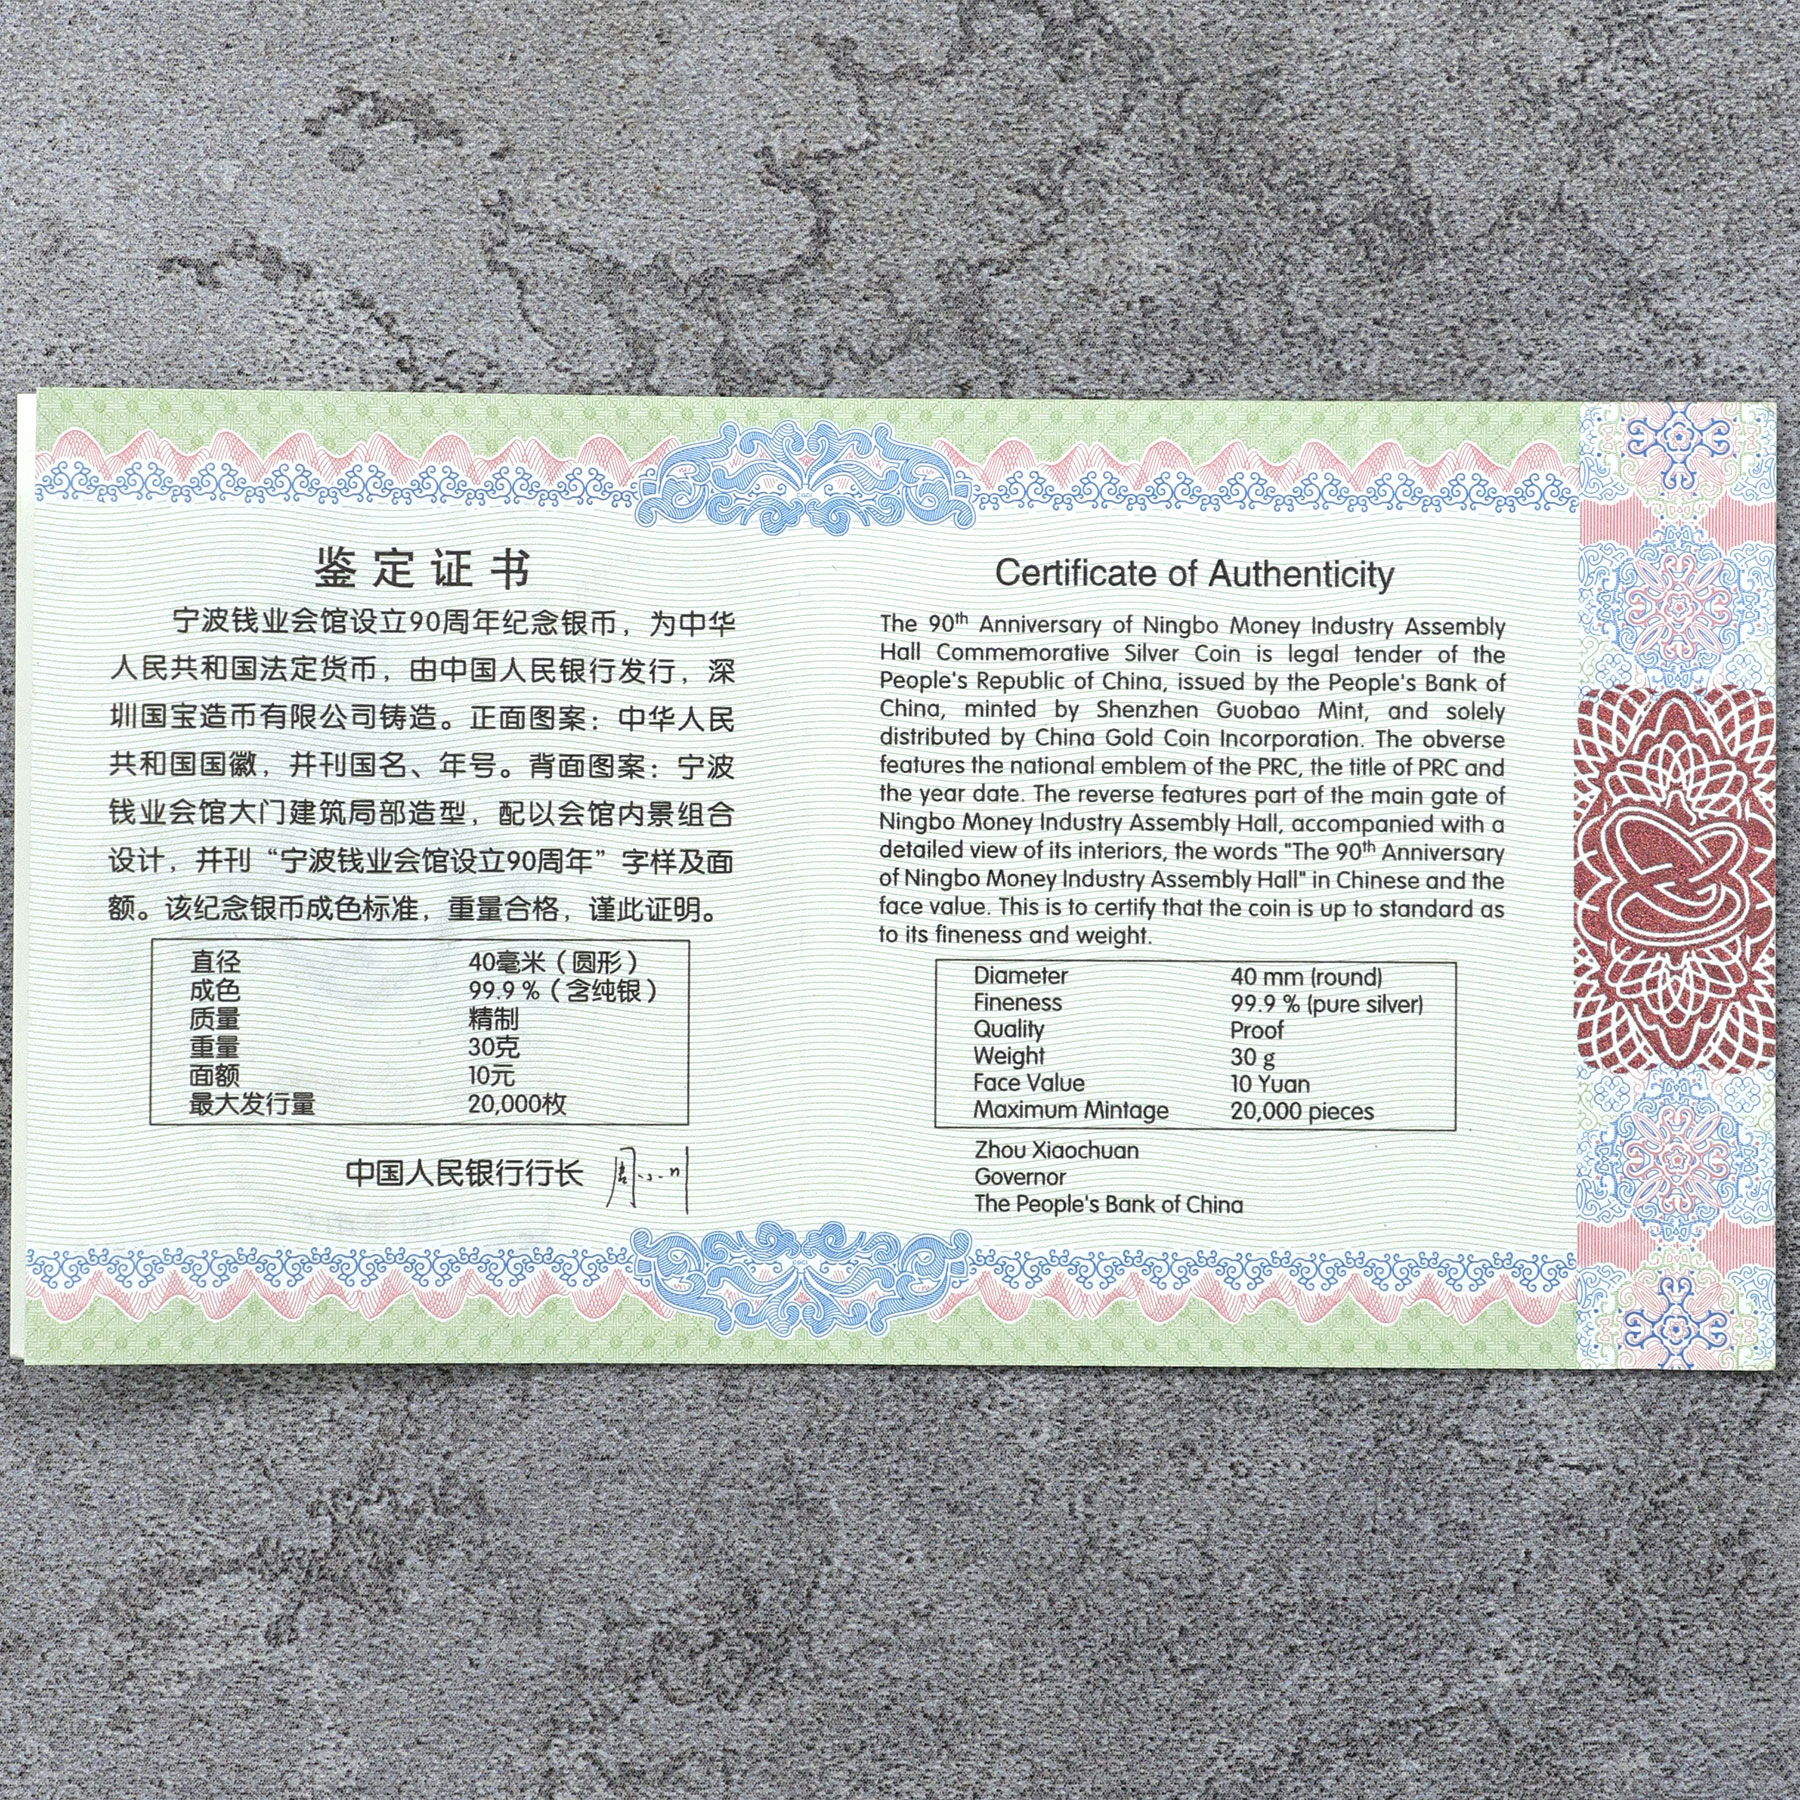 鉴定证书
宁波钱业会馆设立90周年纪念银币，为中华
人民共和国法定货币，由中国人民银行发行，深
圳国宝造币有限公司铸造。正面图案：中华人民
共和国国徽，并刊国名、年号。背面图案：宁波
钱业会馆大门建筑局部造型，配以会馆内景组合
设计，并刊“宁波钱业会馆设立90周年”字样及面
额。该纪念银币成色标准，重量合格，谨此证明。
直径 40毫米（圆形）
成色 99.9 %（含纯银）
质量 精制
重量 30克
面额 10元
最大发行量 20,000枚
中国人民银行行长 周小川
Certificate of Authenticity
The 90th Anniversary of Ningbo Money Industry Assembly
Hall Commemorative Silver Coin is legal tender of the
People's Republic of China, issued by the People's Bank of
China, minted by Shenzhen Guobao Mint, and solely
distributed by China Gold Coin Incorporation. The obverse
features the national emblem of the PRC, the title of PRC and
the year date. The reverse features part of the main gate of
Ningbo Money Industry Assembly Hall, accompanied with a
detailed view of its interiors, the words "The 90th Anniversary
of Ningbo Money Industry Assembly Hall" in Chinese and the
face value. This is to certify that the coin is up to standard as
to its fineness and weight.
Diameter 40 mm (round)
Fineness 99.9 % (pure silver)
Quality Proof
Weight 30 g
Face Value 10 Yuan
Maximum Mintage 20,000 pieces
Zhou Xiaochuan
Governor
The People's Bank of China